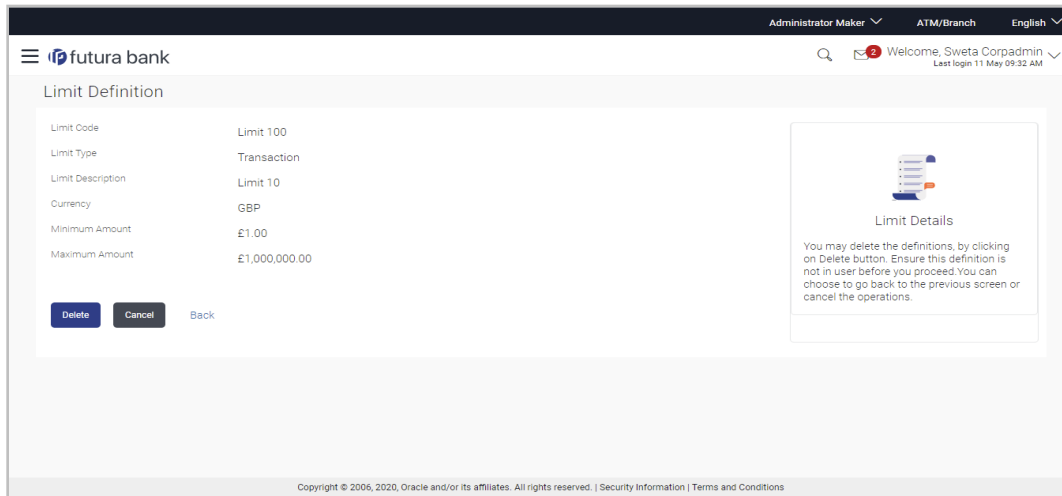 Administrator Maker ATM/Branch English
futura bank
2 Welcome, Sweta Corpadmin
Last login 11 May 09:32 AM
Limit Definition
Limit Code Limit 100
Limit Type Transaction
Limit Description Limit 10
Currency GBP
Minimum Amount £1.00
Maximum Amount £1,000,000.00
Delete Cancel Back
Limit Details
You may delete the definitions, by clicking
on Delete button. Ensure this definition is
not in user before you proceed.You can
choose to go back to the previous screen or
cancel the operations.
Copyright © 2006, 2020, Oracle and/or its affiliates. All rights reserved. | Security Information | Terms and Conditions